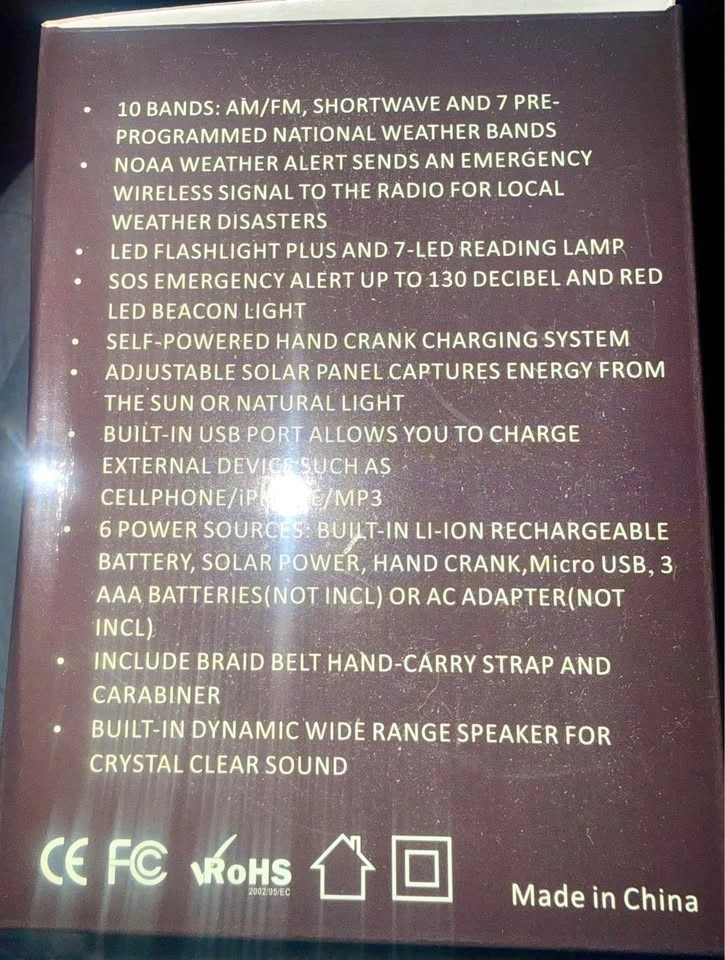 • 10 BANDS: AM/FM, SHORTWAVE AND 7 PRE-
PROGRAMMED NATIONAL WEATHER BANDS
• NOAA WEATHER ALERT SENDS AN EMERGENCY
WIRELESS SIGNAL TO THE RADIO FOR LOCAL
WEATHER DISASTERS
• LED FLASHLIGHT PLUS AND 7-LED READING LAMP
• SOS EMERGENCY ALERT UP TO 130 DECIBEL AND RED
LED BEACON LIGHT
• SELF-POWERED HAND CRANK CHARGING SYSTEM
• ADJUSTABLE SOLAR PANEL CAPTURES ENERGY FROM
THE SUN OR NATURAL LIGHT
• BUILT-IN USB PORT ALLOWS YOU TO CHARGE
EXTERNAL DEVICE SUCH AS
CELLPHONE/iPHONE/MP3
• 6 POWER SOURCES: BUILT-IN LI-ION RECHARGEABLE
BATTERY, SOLAR POWER, HAND CRANK,Micro USB, 3
AAA BATTERIES(NOT INCL) OR AC ADAPTER(NOT
INCL)
• INCLUDE BRAID BELT HAND-CARRY STRAP AND
CARABINER
• BUILT-IN DYNAMIC WIDE RANGE SPEAKER FOR
CRYSTAL CLEAR SOUND
CE FC RoHS
2002/95/EC
Made in China